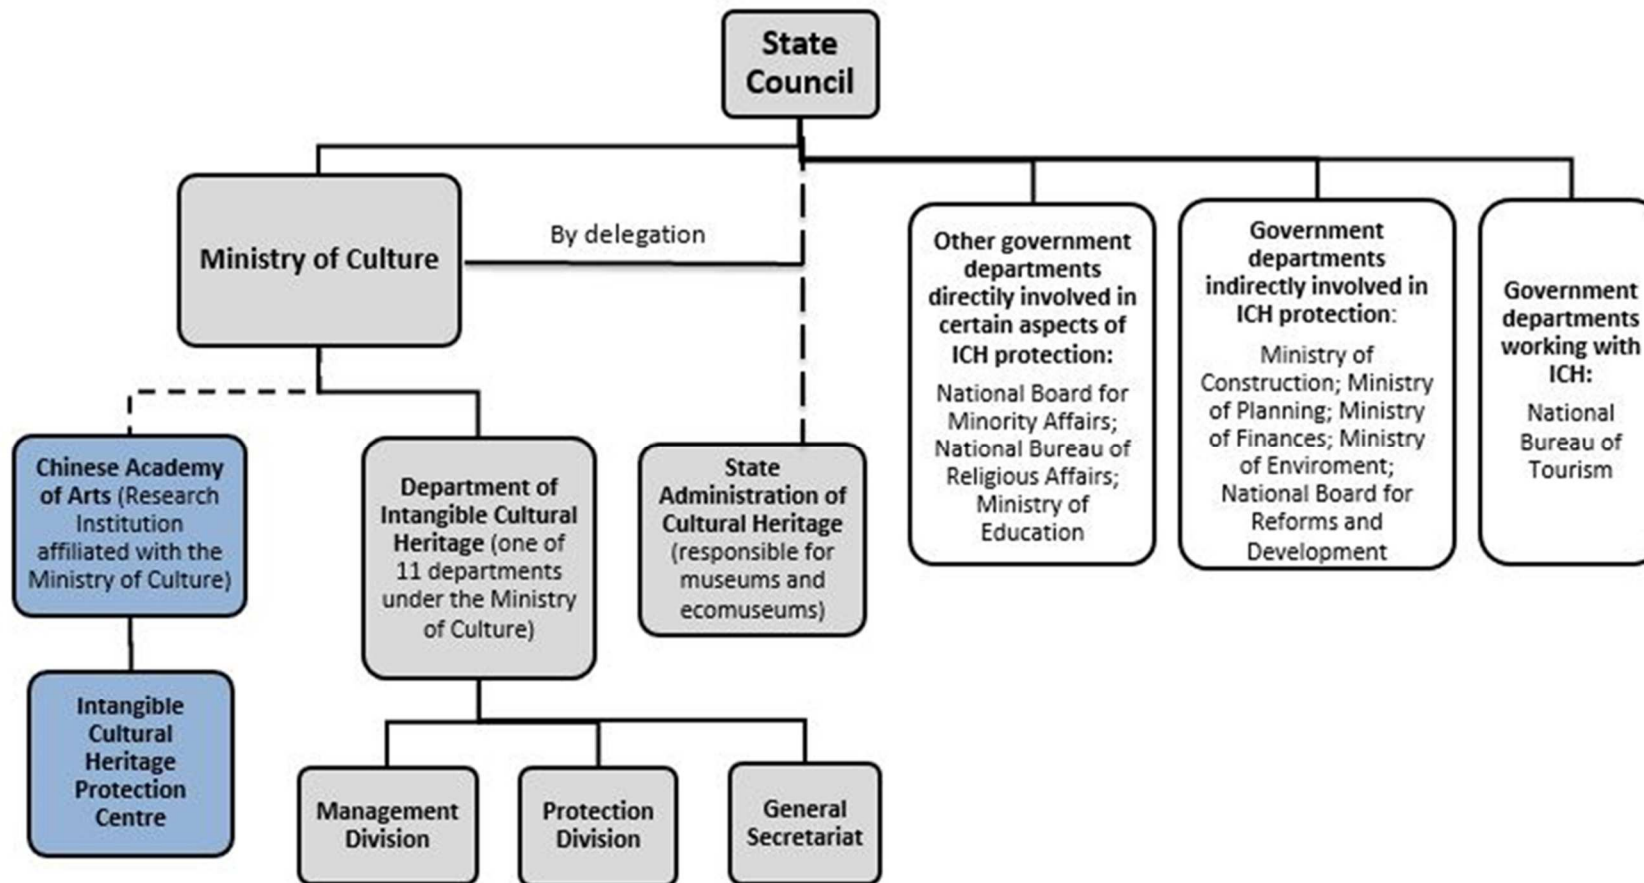 State
Council
Ministry of Culture
By delegation
Other government
departments
directily involved in
certain aspects of
ICH protection:
National Board for
Minority Affairs;
National Bureau of
Religious Affairs;
Ministry of
Education
Government
departments
indirectly involved in
ICH protection:
Ministry of
Construction; Ministry
of Planning; Ministry
of Finances; Ministry
of Enviroment;
National Board for
Reforms and
Development
Government
departments
working with
ICH:
National
Bureau of
Tourism
Chinese Academy
of Arts (Research
Institution
affiliated with the
Ministry of Culture)
Department of
Intangible Cultural
Heritage (one of
11 departments
under the Ministry
of Culture)
State
Administration of
Cultural Heritage
(responsible for
museums and
ecomuseums)
Intangible
Cultural
Heritage
Protection
Centre
Management
Division
Protection
Division
General
Secretariat